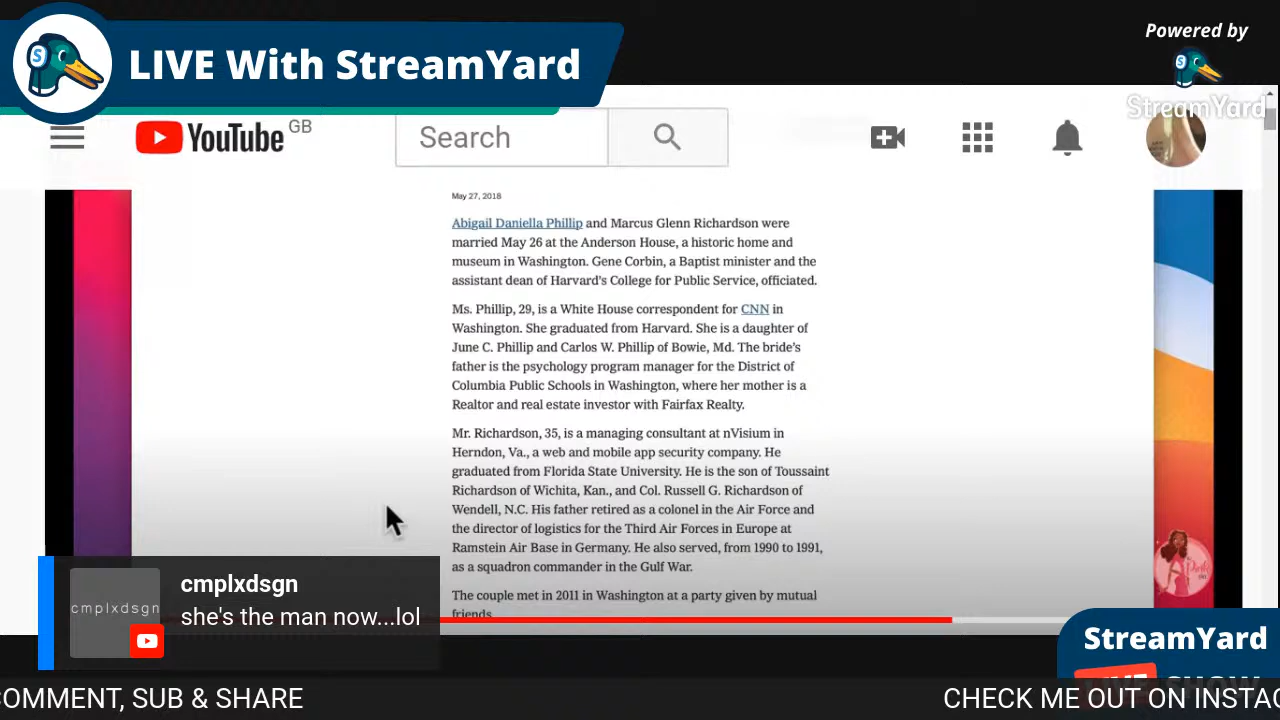 LIVE With StreamYard
Powered by
StreamYard
YouTube GB
Search
May 27, 2018
Abigail Daniella Phillip and Marcus Glenn Richardson were
married May 26 at the Anderson House, a historic home and
museum in Washington. Gene Corbin, a Baptist minister and the
assistant dean of Harvard's College for Public Service, officiated.
Ms. Phillip, 29, is a White House correspondent for CNN in
Washington. She graduated from Harvard. She is a daughter of
June C. Phillip and Carlos W. Phillip of Bowie, Md. The bride's
father is the psychology program manager for the District of
Columbia Public Schools in Washington, where her mother is a
Realtor and real estate investor with Fairfax Realty.
Mr. Richardson, 35, is a managing consultant at nVisium in
Herndon, Va., a web and mobile app security company. He
graduated from Florida State University. He is the son of Toussaint
Richardson of Wichita, Kan., and Col. Russell G. Richardson of
Wendell, N.C. His father retired as a colonel in the Air Force and
the director of logistics for the Third Air Forces in Europe at
Ramstein Air Base in Germany. He also served, from 1990 to 1991,
as a squadron commander in the Gulf War.
The couple met in 2011 in Washington at a party given by mutual
friends.
cmplxdsgn
cmplxdsgn
she's the man now...lol
StreamYard
LIVE SHOW
COMMENT, SUB & SHARE
CHECK ME OUT ON INSTAG